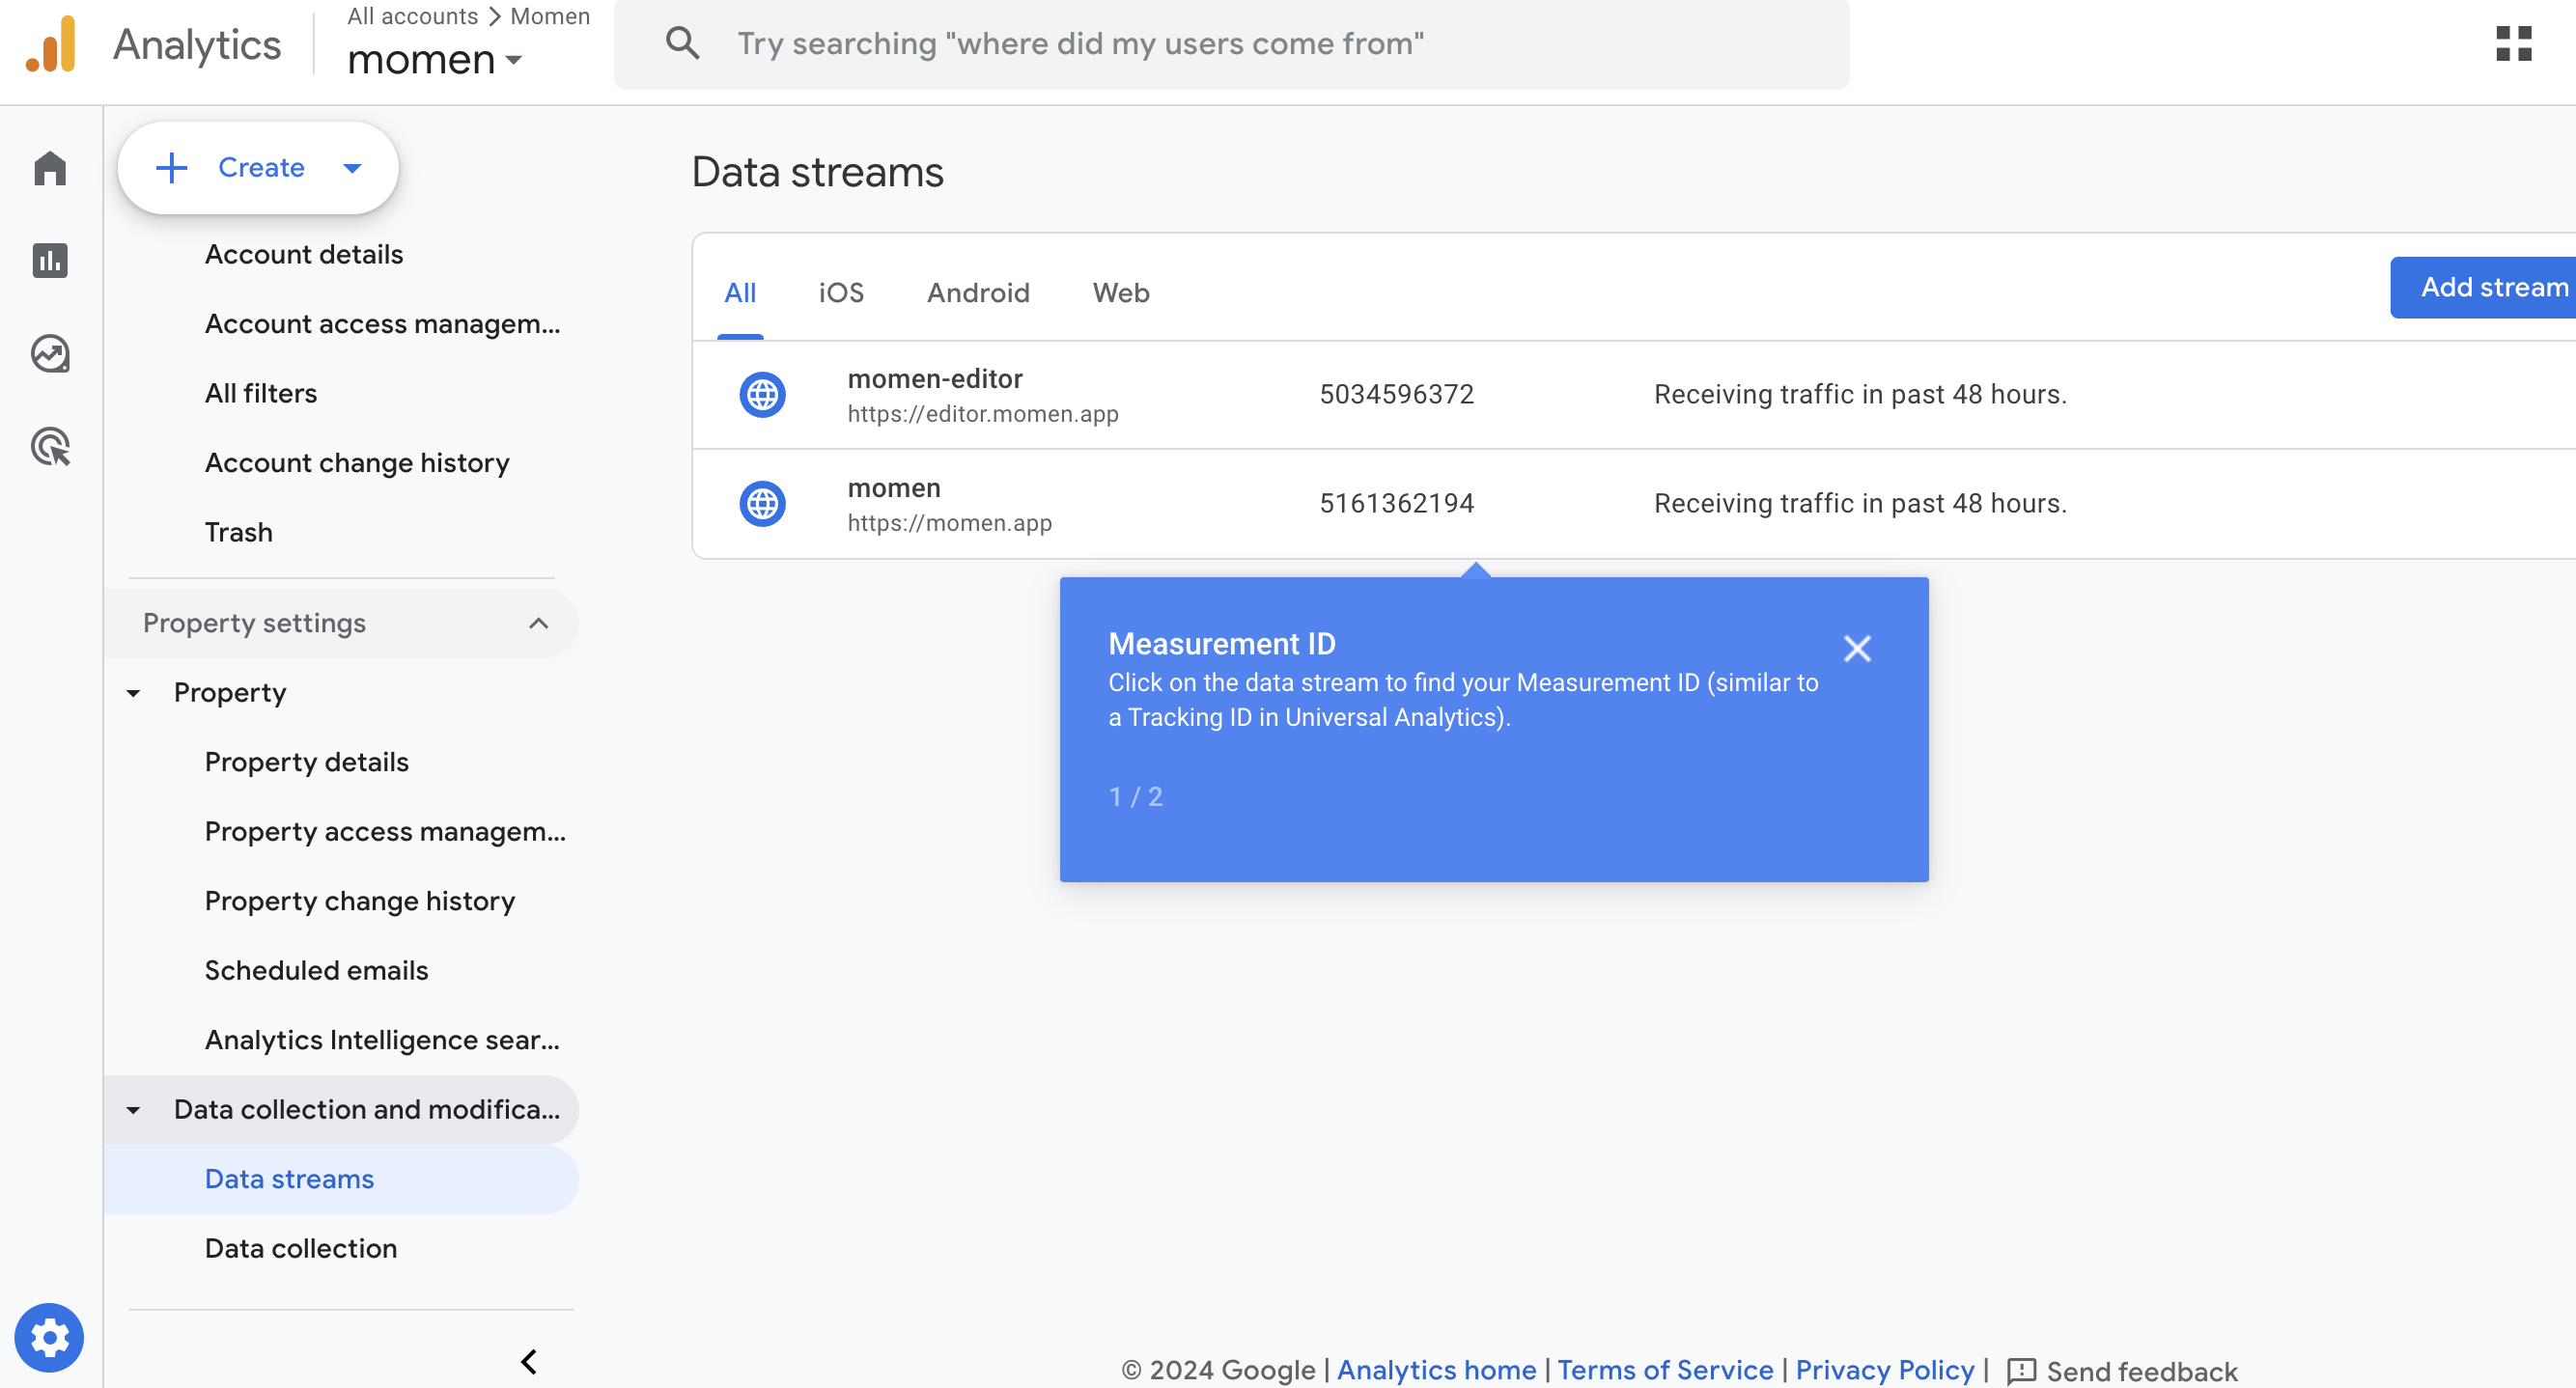 Analytics
All accounts > Momen
momen
Try searching "where did my users come from"
Create
Account details
Account access managem...
All filters
Account change history
Trash
Property settings
Property
Property details
Property access managem...
Property change history
Scheduled emails
Analytics Intelligence sear...
Data collection and modifica...
Data streams
Data collection
Data streams
All iOS Android Web
Add stream
momen-editor
https://editor.momen.app
5034596372
Receiving traffic in past 48 hours.
momen
https://momen.app
5161362194
Receiving traffic in past 48 hours.
Measurement ID
Click on the data stream to find your Measurement ID (similar to
a Tracking ID in Universal Analytics).
1 / 2
© 2024 Google | Analytics home | Terms of Service | Privacy Policy | Send feedback